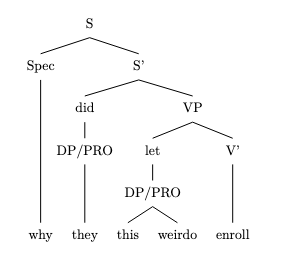 S
Spec S'
did VP
DP/PRO let V'
DP/PRO
why they this weirdo enroll